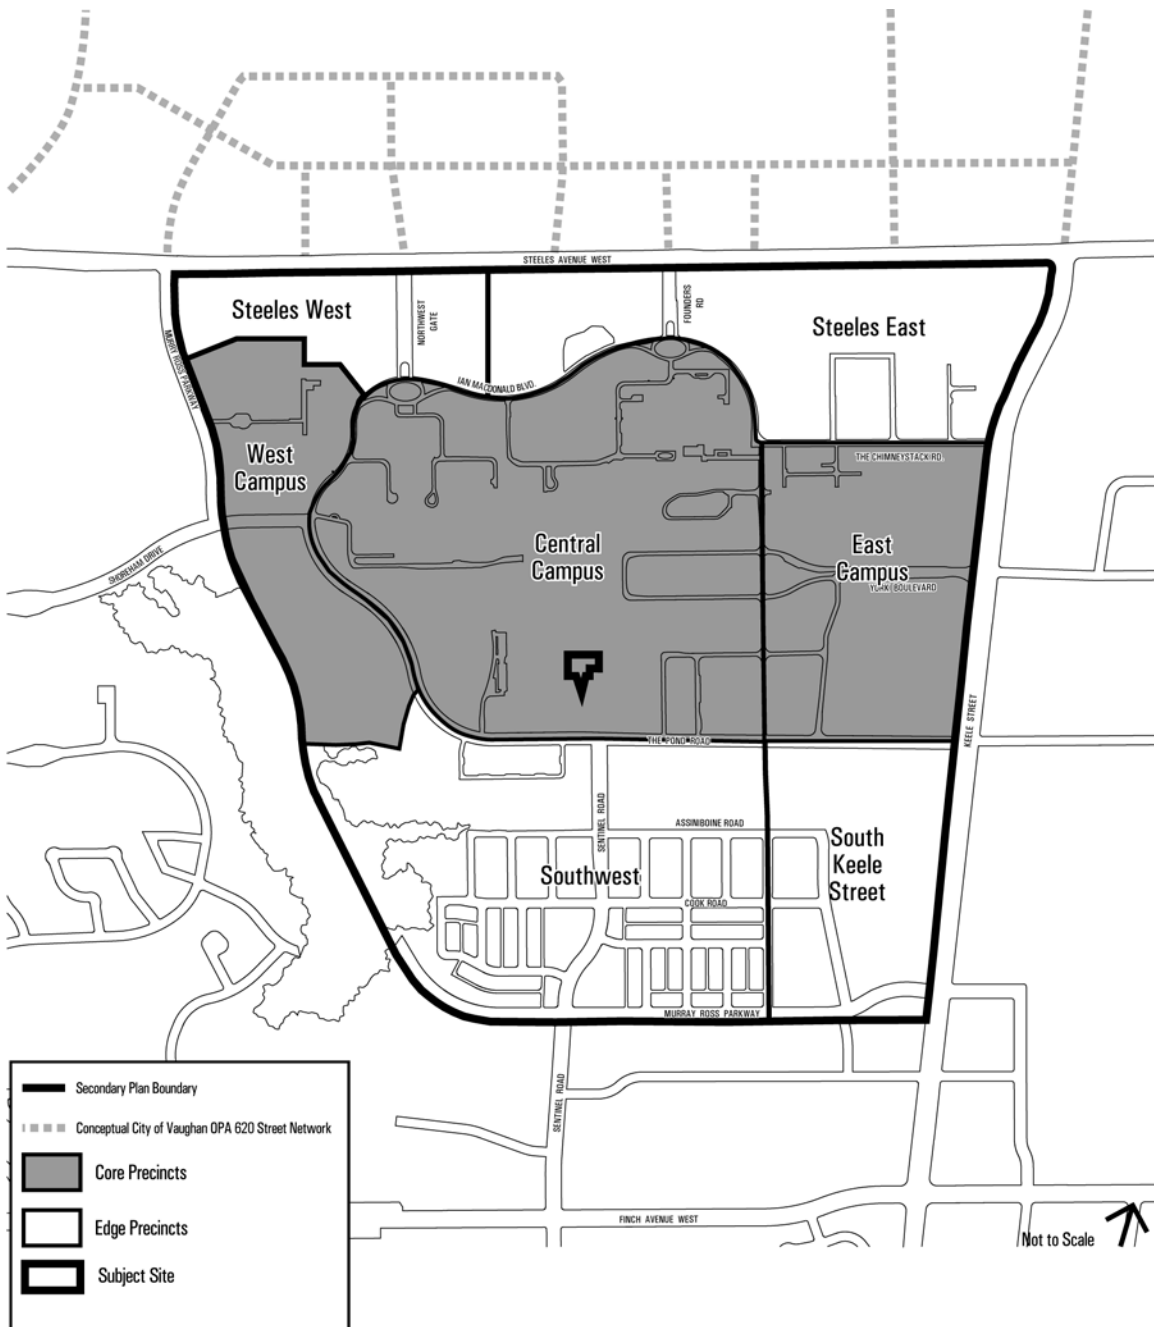 STEELES AVENUE WEST
Steeles West
NORTHWEST
GATE
FOUNDERS
RD
Steeles East
MURRY ROSS PARKWAY
IAN MACDONALD BLVD.
West
Campus
THE CHIMNEYSTACK RD.
Central
Campus
East
Campus
YORK BOULEVARD
SHOREHAM DRIVE
KEELE STREET
THE POND ROAD
SENTINEL ROAD
ASSINIBOINE ROAD
South
Keele
Street
Southwest
COOK ROAD
MURRAY ROSS PARKWAY
SENTINEL ROAD
Secondary Plan Boundary
Conceptual City of Vaughan OPA 620 Street Network
Core Precincts
Edge Precincts
Subject Site
FINCH AVENUE WEST
Not to Scale